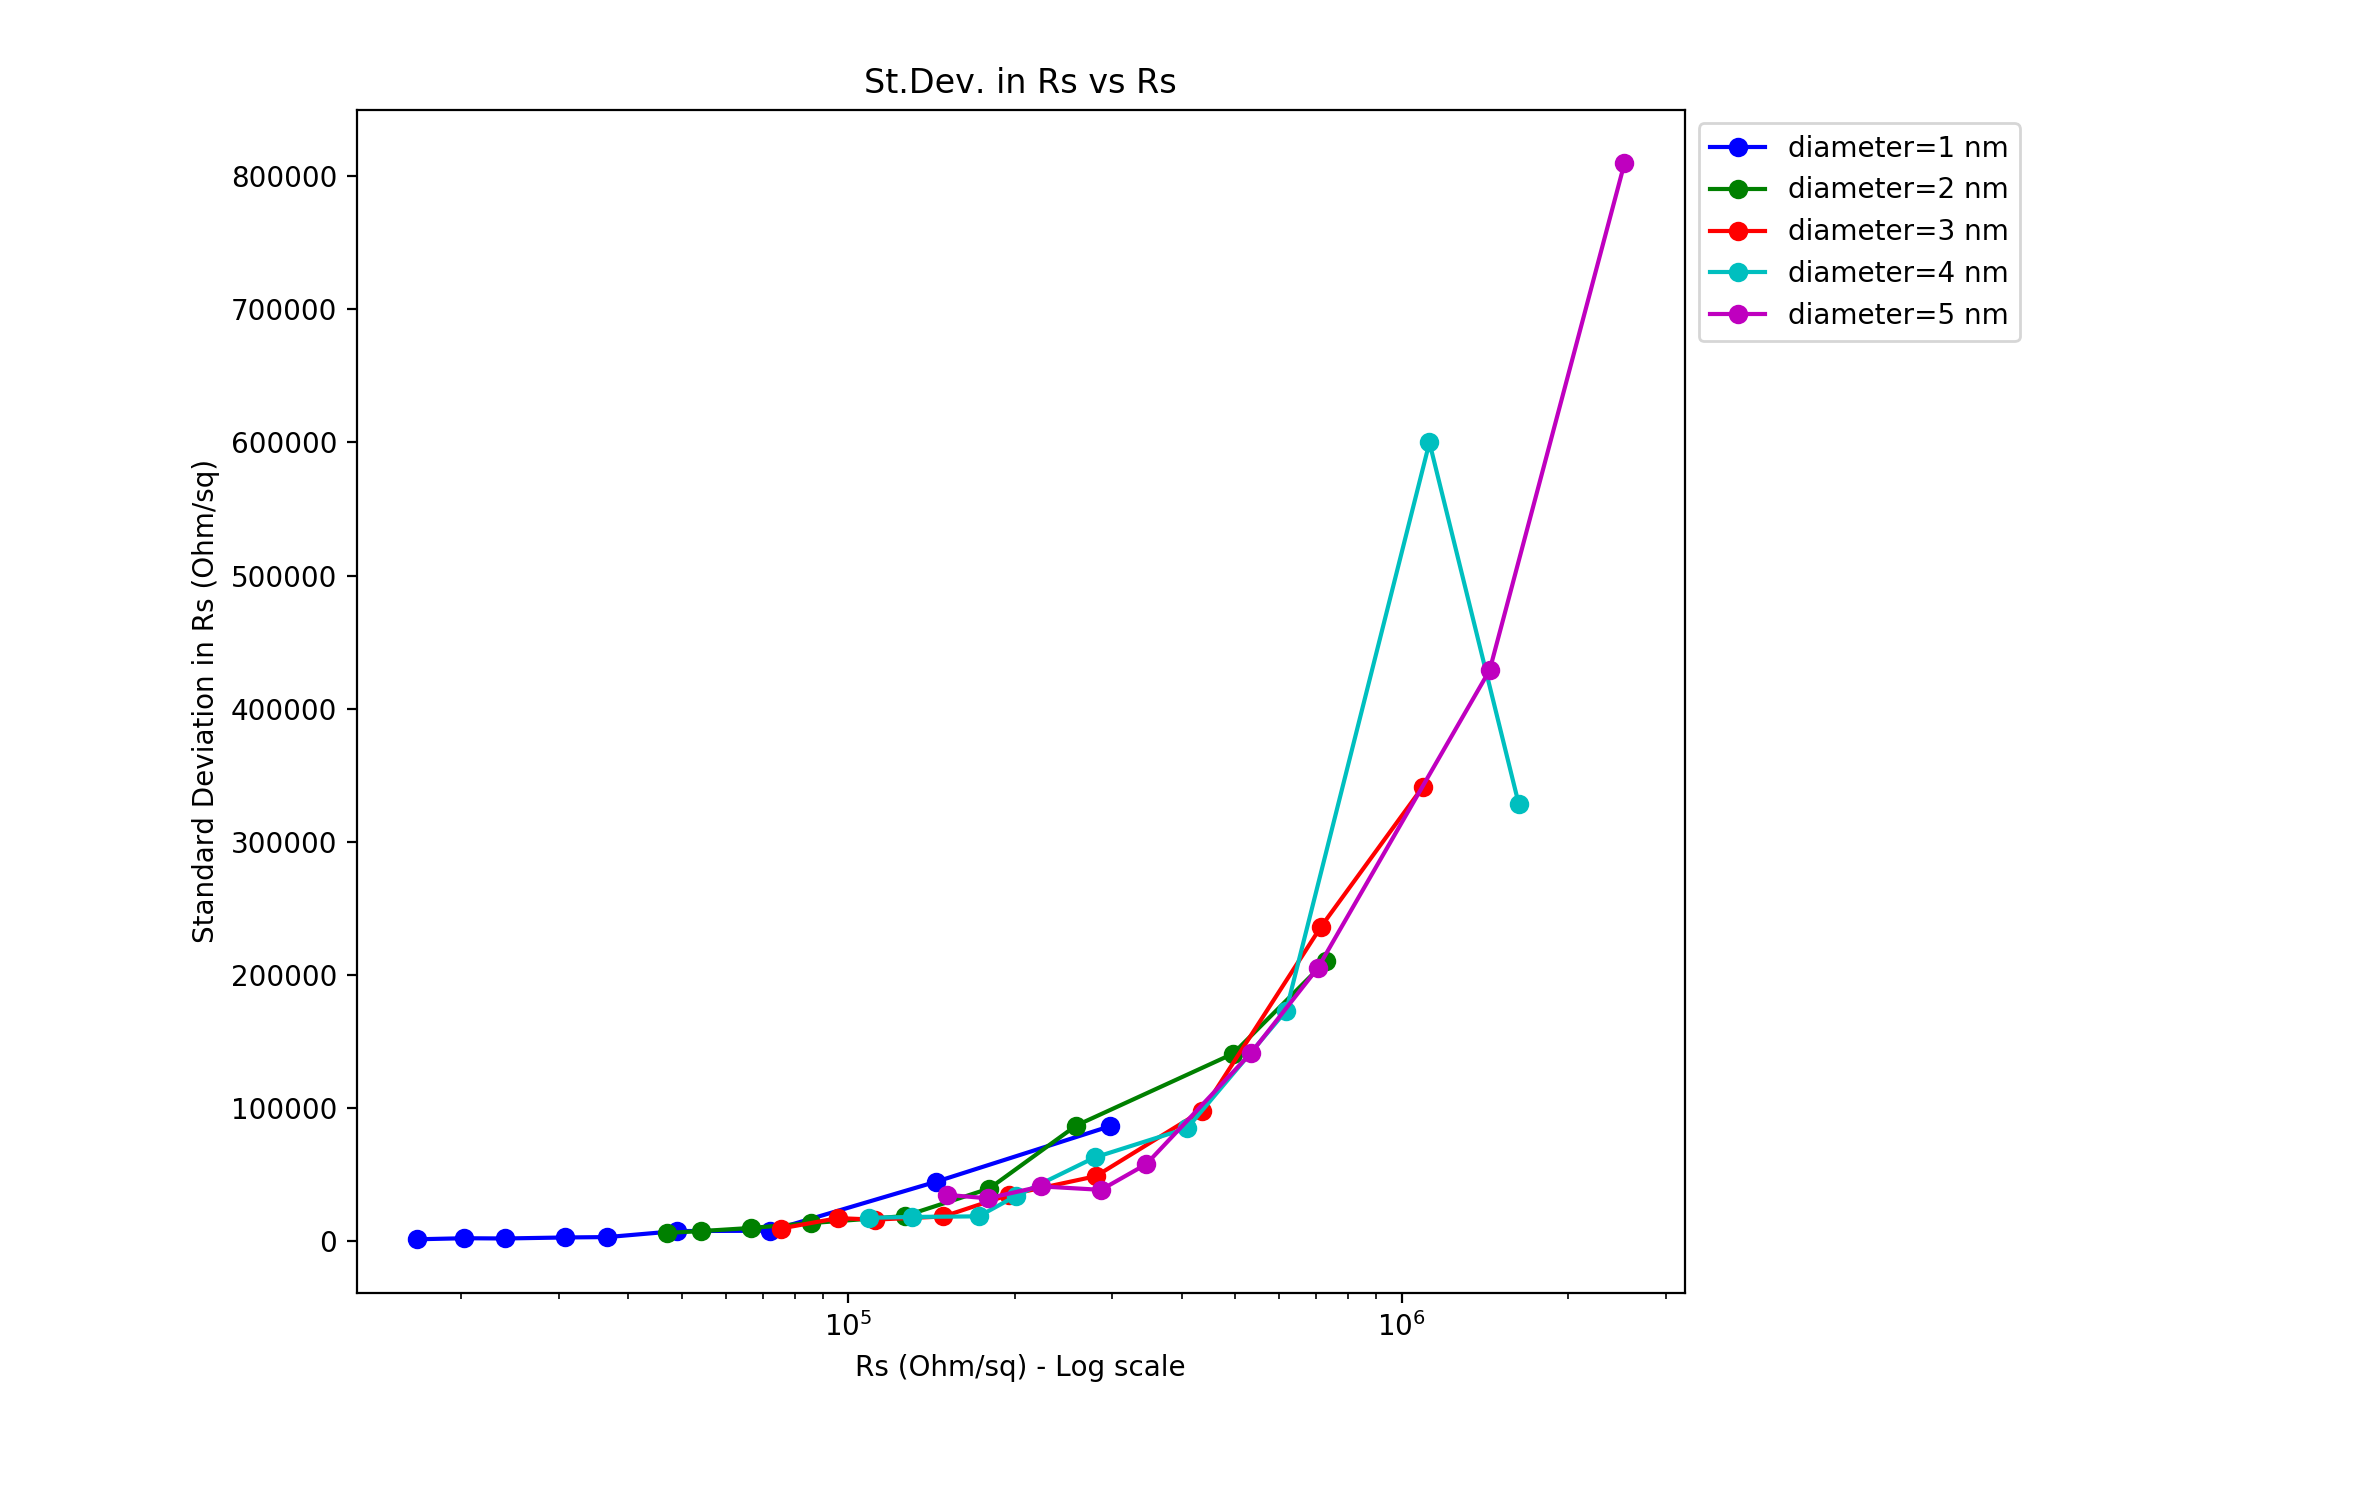 St.Dev. in Rs vs Rs
diameter=1 nm
diameter=2 nm
diameter=3 nm
diameter=4 nm
diameter=5 nm
Standard Deviation in Rs (Ohm/sq)
800000
700000
600000
500000
400000
300000
200000
100000
0
10⁵ 10⁶
Rs (Ohm/sq) - Log scale